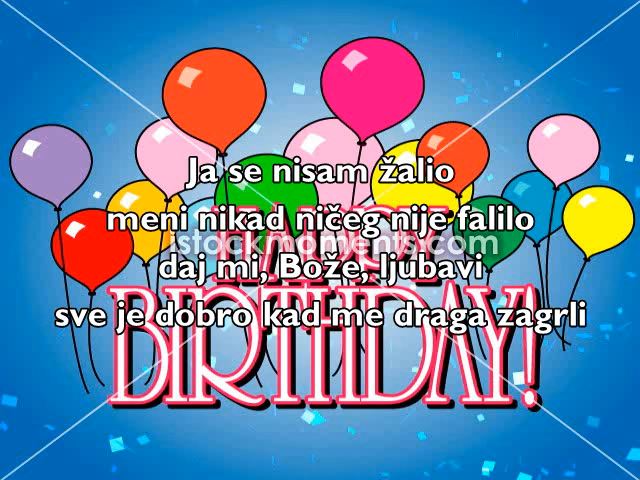 Ja se nisam žalio
meni nikad ničeg nije falilo
HAPPY
istockmoments.com
daj mi, Bože, ljubavi
sve je dobro kad me draga zagrli
BIRTHDAY!